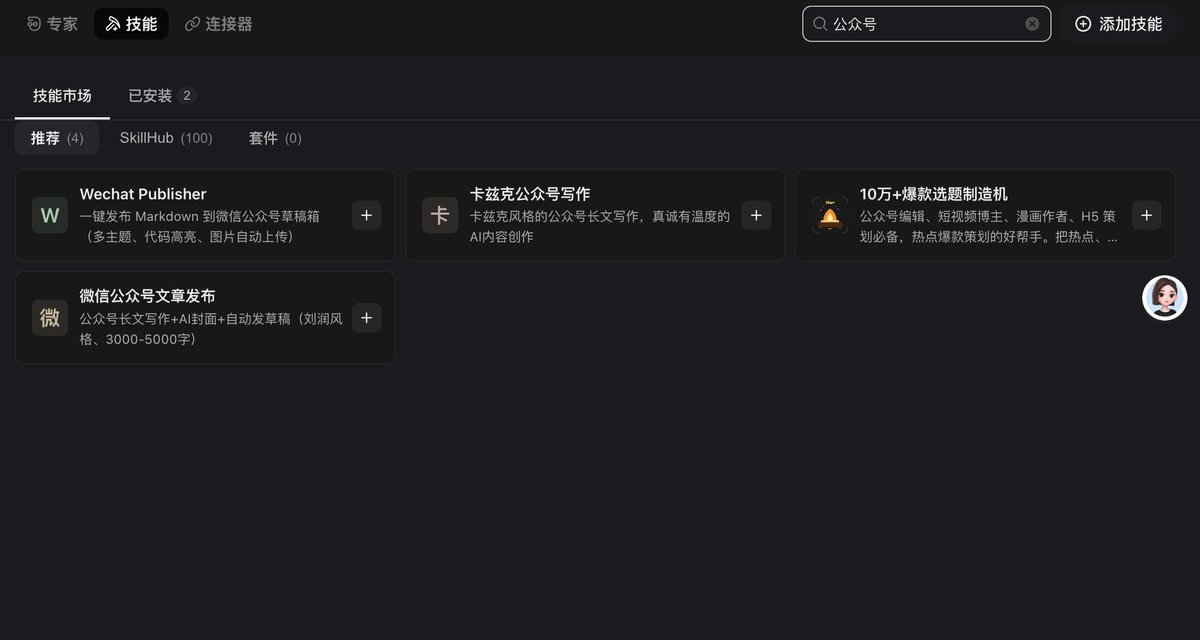 专家
技能
连接器
公众号
添加技能
技能市场
已安装 2
推荐 (4)
SkillHub (100)
套件 (0)
W
Wechat Publisher
一键发布 Markdown 到微信公众号草稿箱
（多主题、代码高亮、图片自动上传）
卡
卡兹克公众号写作
卡兹克风格的公众号长文写作，真诚有温度的
AI内容创作
10万+爆款选题制造机
公众号编辑、短视频博主、漫画作者、H5 策
划必备，热点爆款策划的好帮手。把热点、...
微
微信公众号文章发布
公众号长文写作+AI封面+自动发草稿（刘润风
格、3000-5000字）